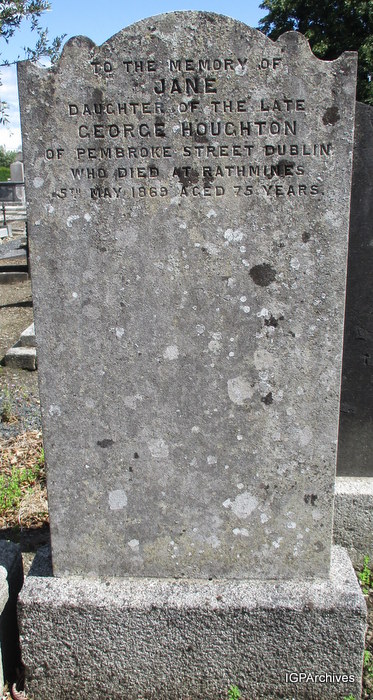 TO THE MEMORY OF
JANE
DAUGHTER OF THE LATE
GEORGE HOUGHTON
OF PEMBROKE STREET DUBLIN
WHO DIED AT RATHMINES
5TH MAY 1869 AGED 75 YEARS.
IGPArchives